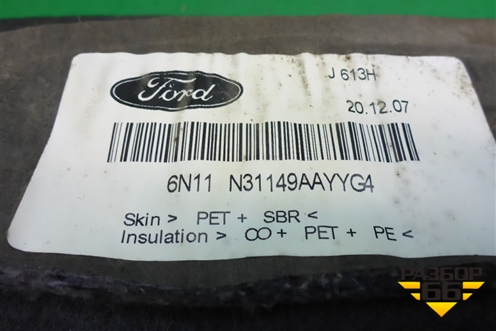 Ford
J 613H
20.12.07
6N11 N31149AAYYG4
Skin > PET + SBR <
Insulation > CO + PET + PE <
РАЗБОР
66